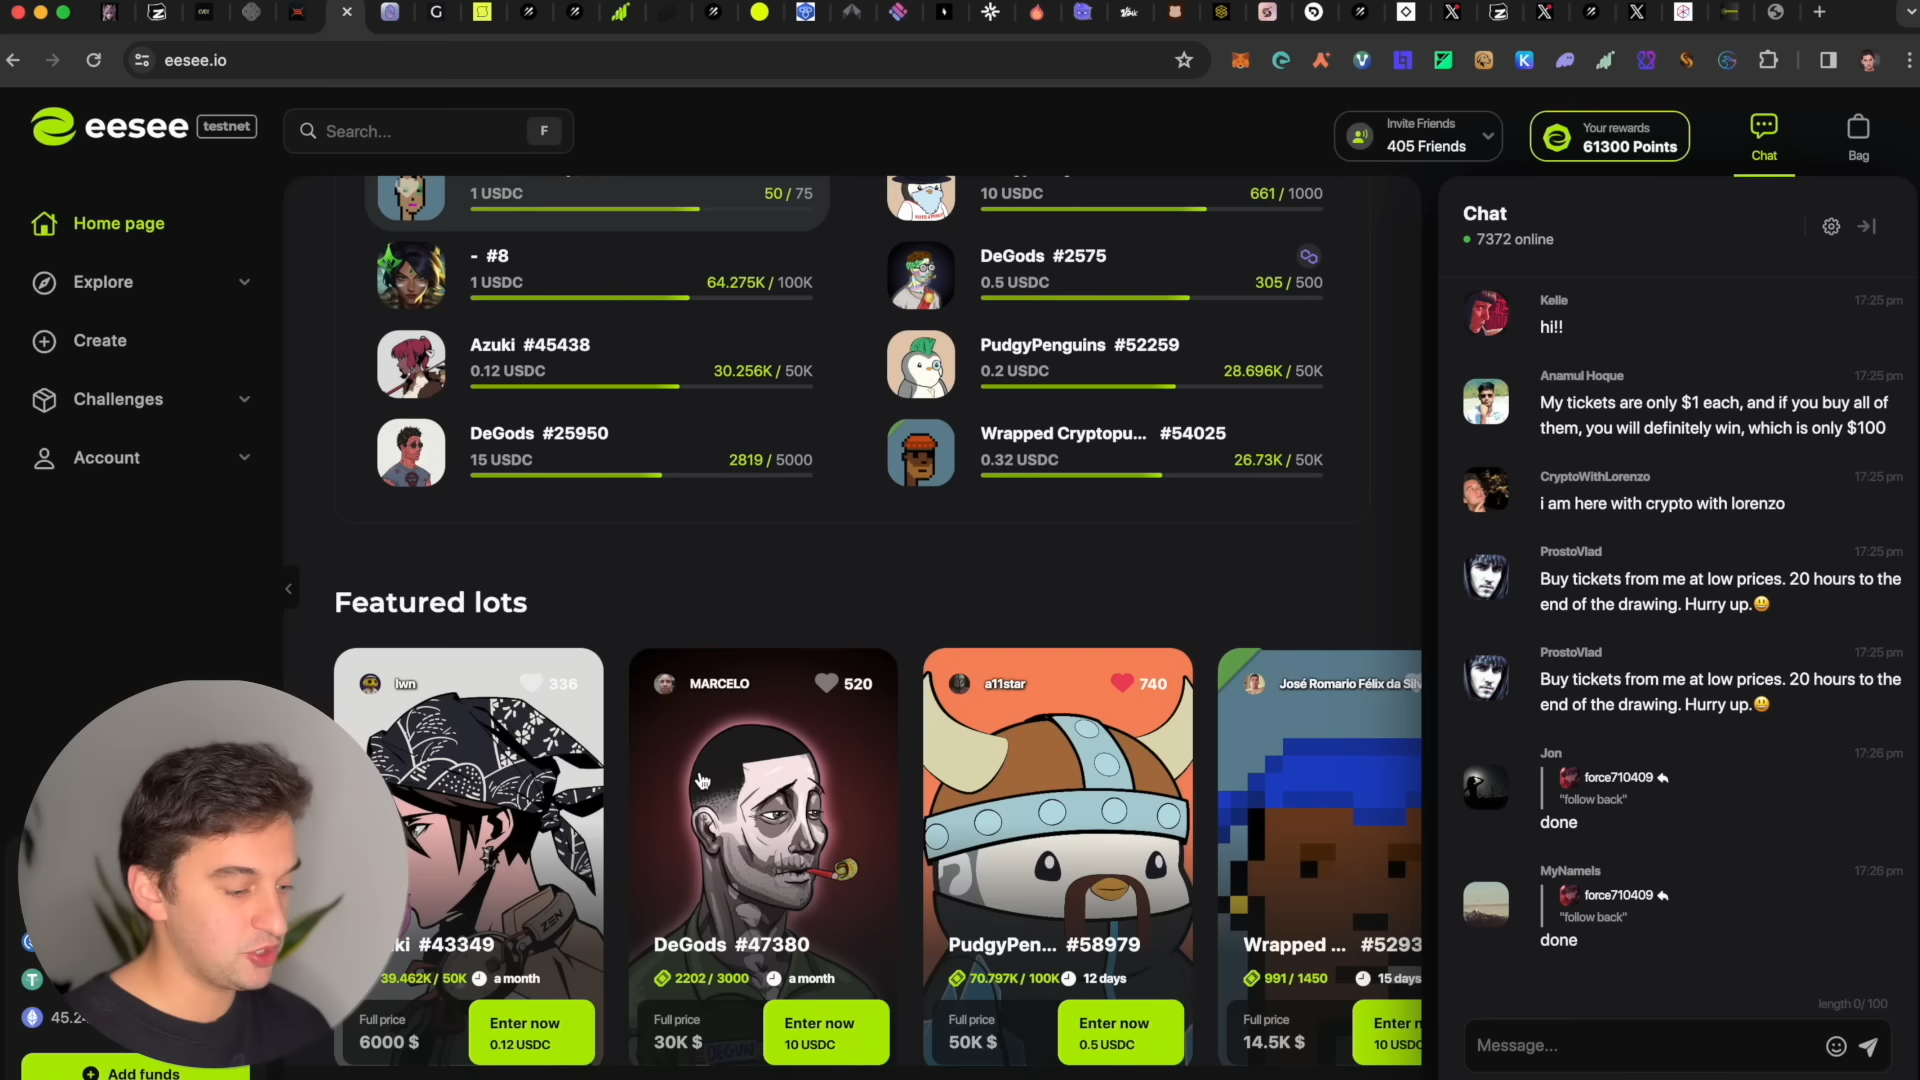 eesee.io
eesee testnet
Search...
F
Invite Friends
405 Friends
Your rewards
61300 Points
Chat
Bag
Home page
Explore
Create
Challenges
Account
1 USDC
50 / 75
10 USDC
661 / 1000
- #8
1 USDC
64.275K / 100K
DeGods #2575
0.5 USDC
305 / 500
Azuki #45438
0.12 USDC
30.256K / 50K
PudgyPenguins #52259
0.2 USDC
28.696K / 50K
DeGods #25950
15 USDC
2819 / 5000
Wrapped Cryptopu... #54025
0.32 USDC
26.73K / 50K
Featured lots
lwn
336
MARCELO
520
a11star
740
José Romario Félix da Silv
ZEN
ki #43349
39.462K / 50K
a month
Full price
6000 $
Enter now
0.12 USDC
DeGods #47380
2202 / 3000
a month
Full price
30K $
Enter now
10 USDC
PudgyPen... #58979
70.797K / 100K
12 days
Full price
50K $
Enter now
0.5 USDC
Wrapped ... #5293
991 / 1450
15 days
Full price
14.5K $
Enter n
10 USDC
45.2
Add funds
Chat
7372 online
Kelle
17:25 pm
hi!!
Anamul Hoque
17:25 pm
My tickets are only $1 each, and if you buy all of
them, you will definitely win, which is only $100
CryptoWithLorenzo
17:25 pm
i am here with crypto with lorenzo
ProstoVlad
17:25 pm
Buy tickets from me at low prices. 20 hours to the
end of the drawing. Hurry up.😃
ProstoVlad
17:25 pm
Buy tickets from me at low prices. 20 hours to the
end of the drawing. Hurry up.😃
Jon
17:26 pm
force710409
"follow back"
done
MyNameIs
17:26 pm
force710409
"follow back"
done
length 0/ 100
Message...